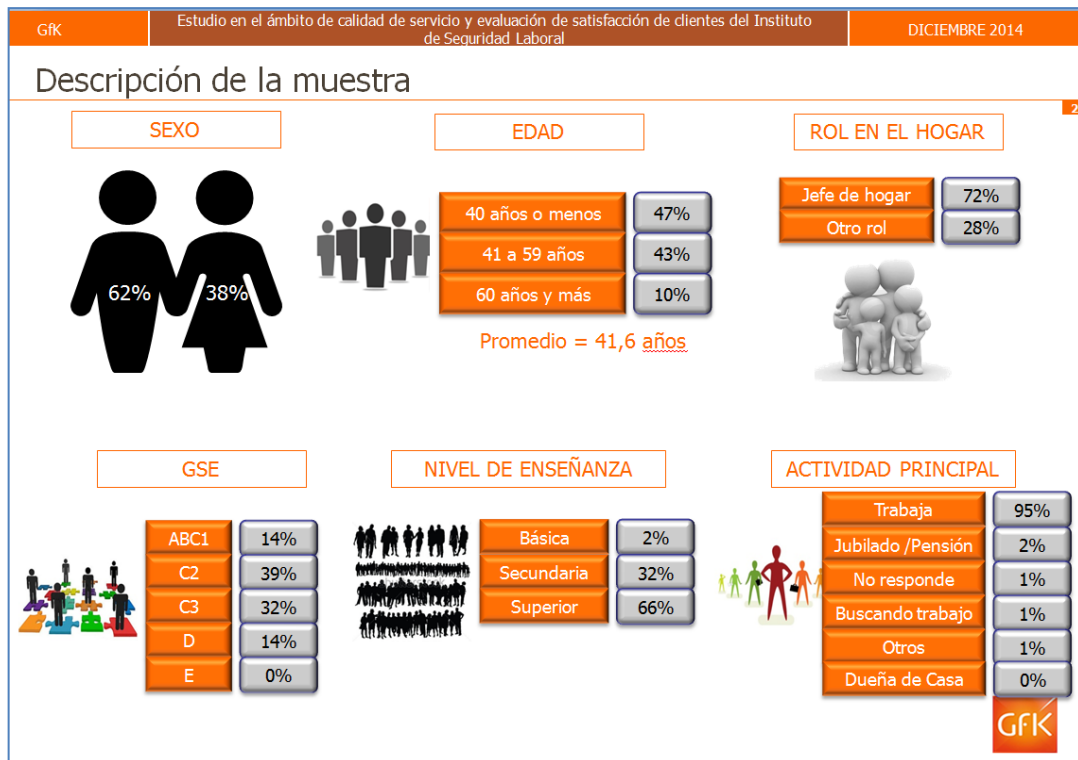 GfK
Estudio en el ámbito de calidad de servicio y evaluación de satisfacción de clientes del Instituto
de Seguridad Laboral
DICIEMBRE 2014
Descripción de la muestra
2
SEXO
62%
38%
EDAD
40 años o menos 47%
41 a 59 años 43%
60 años y más 10%
Promedio = 41,6 años
ROL EN EL HOGAR
Jefe de hogar 72%
Otro rol 28%
GSE
ABC1 14%
C2 39%
C3 32%
D 14%
E 0%
NIVEL DE ENSEÑANZA
Básica 2%
Secundaria 32%
Superior 66%
ACTIVIDAD PRINCIPAL
Trabaja 95%
Jubilado /Pensión 2%
No responde 1%
Buscando trabajo 1%
Otros 1%
Dueña de Casa 0%
GfK